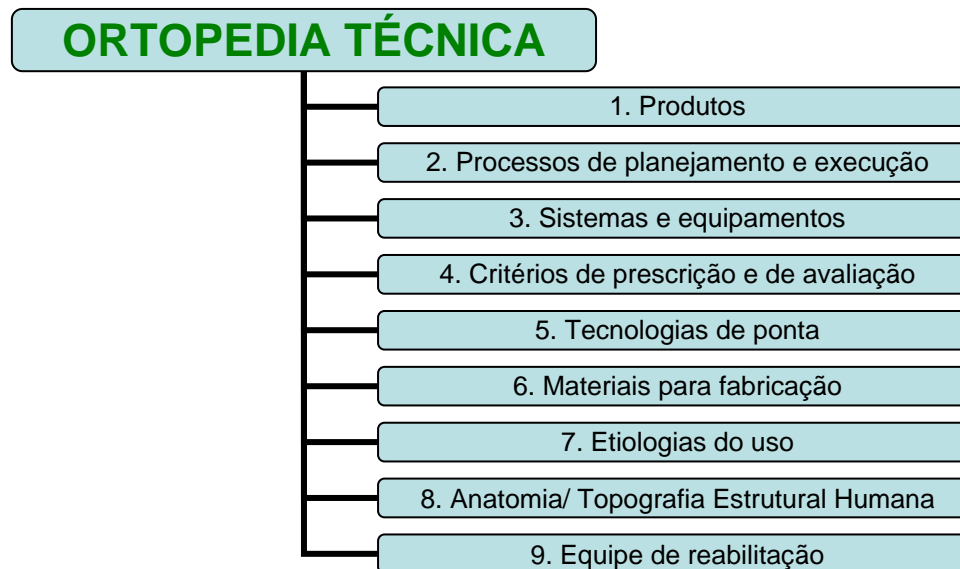 ORTOPEDIA TÉCNICA
1. Produtos
2. Processos de planejamento e execução
3. Sistemas e equipamentos
4. Critérios de prescrição e de avaliação
5. Tecnologias de ponta
6. Materiais para fabricação
7. Etiologias do uso
8. Anatomia/ Topografia Estrutural Humana
9. Equipe de reabilitação